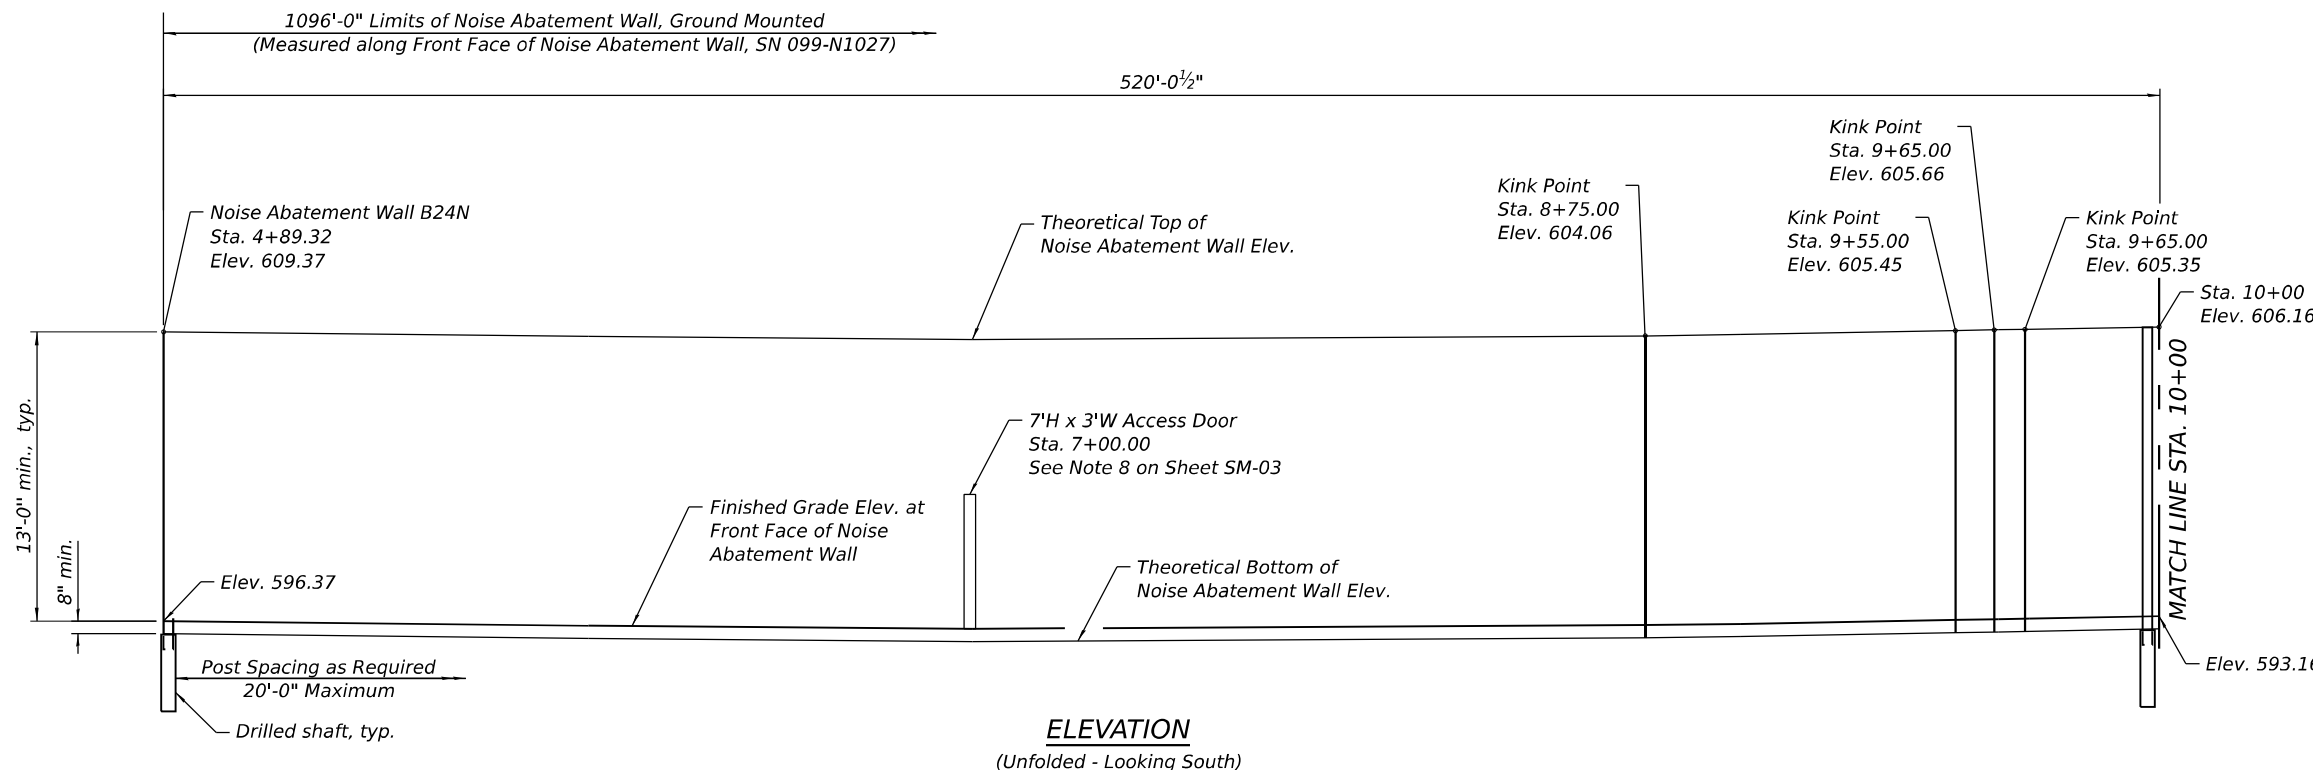 1096'-0" Limits of Noise Abatement Wall, Ground Mounted
(Measured along Front Face of Noise Abatement Wall, SN 099-N1027)
520'-0½"
Kink Point
Sta. 9+65.00
Elev. 605.66
Kink Point
Sta. 8+75.00
Elev. 604.06
Noise Abatement Wall B24N
Sta. 4+89.32
Elev. 609.37
Theoretical Top of
Noise Abatement Wall Elev.
Kink Point
Sta. 9+55.00
Elev. 605.45
Kink Point
Sta. 9+65.00
Elev. 605.35
Sta. 10+00
Elev. 606.16
13'-0" min., typ.
8" min.
7'H x 3'W Access Door
Sta. 7+00.00
See Note 8 on Sheet SM-03
MATCH LINE STA. 10+00
Finished Grade Elev. at
Front Face of Noise
Abatement Wall
Elev. 596.37
Theoretical Bottom of
Noise Abatement Wall Elev.
Elev. 593.16
Post Spacing as Required
20'-0" Maximum
Drilled shaft, typ.
ELEVATION
(Unfolded - Looking South)